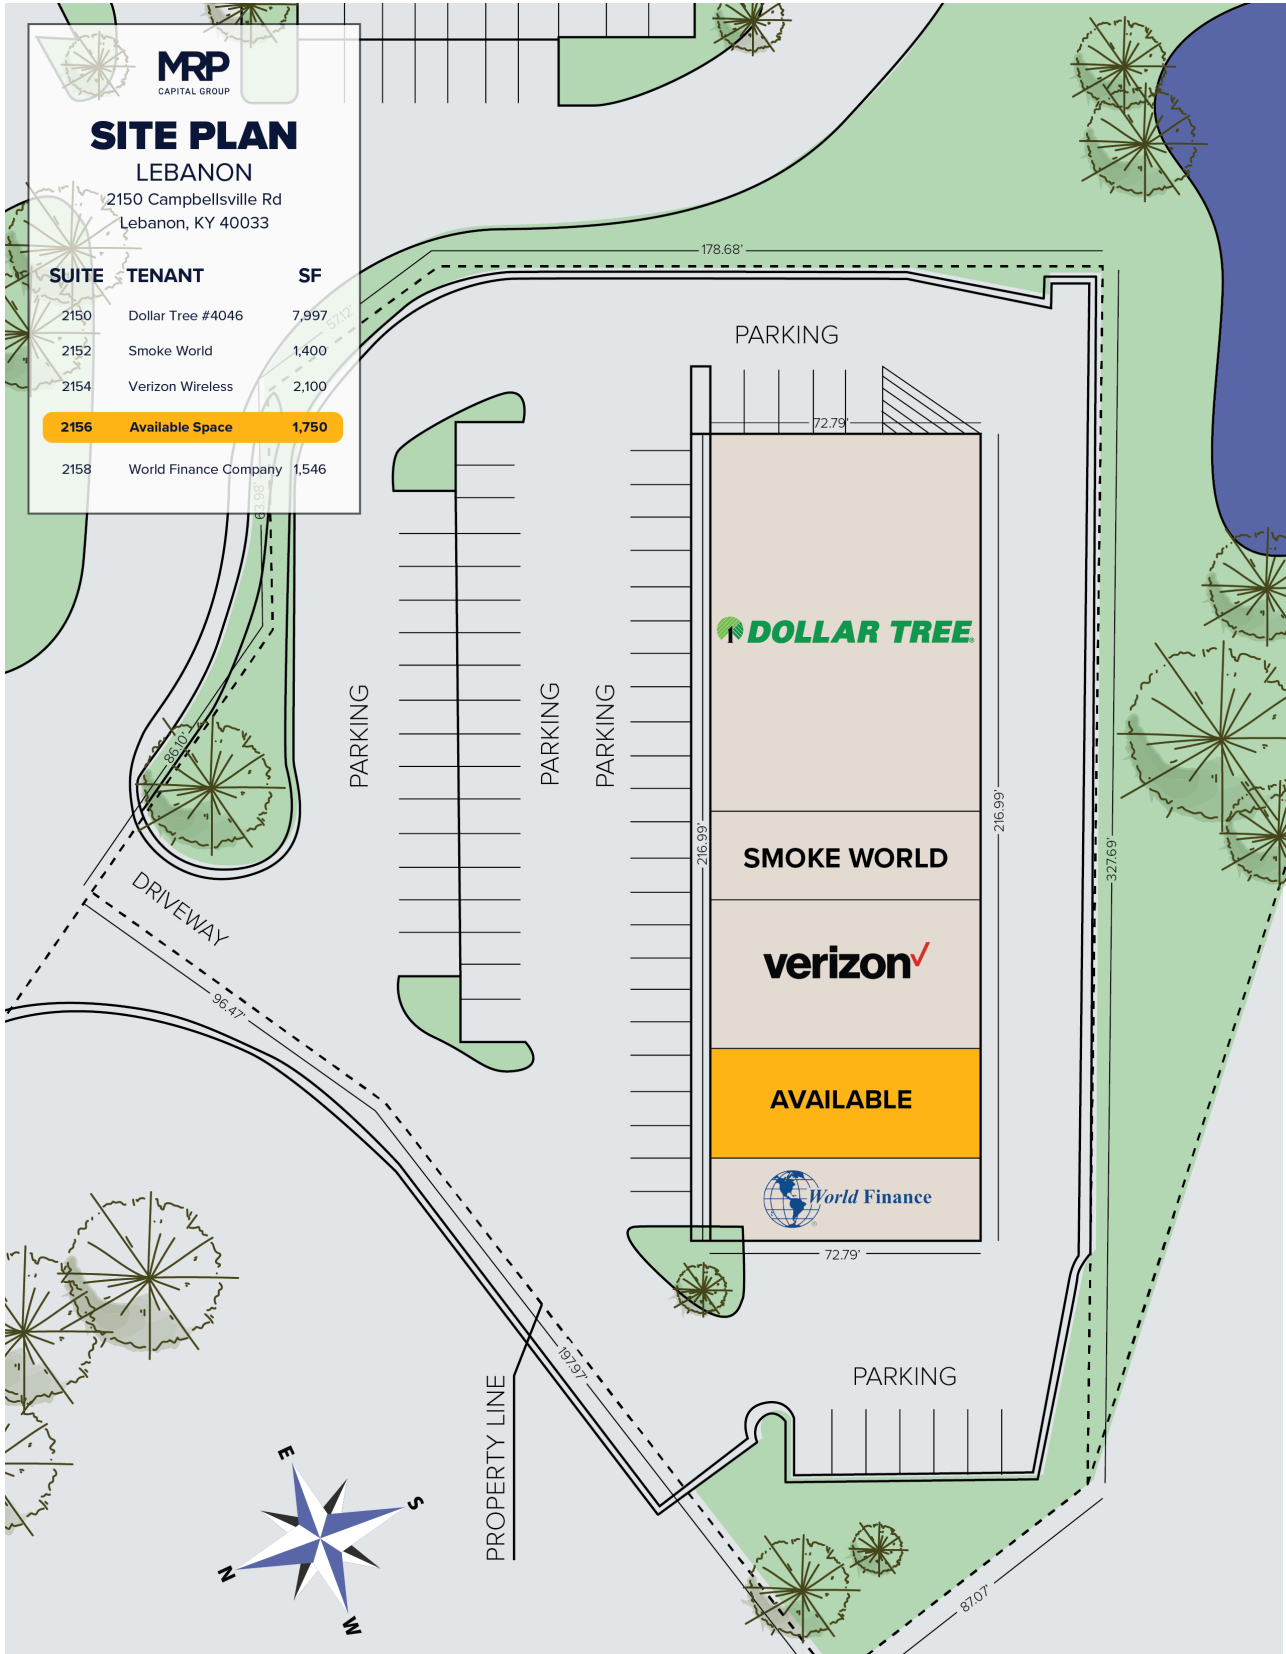 MRP
CAPITAL GROUP
SITE PLAN
LEBANON
2150 Campbellsville Rd
Lebanon, KY 40033
SUITE TENANT SF
2150 Dollar Tree #4046 7,997
2152 Smoke World 1,400
2154 Verizon Wireless 2,100
2156 Available Space 1,750
2158 World Finance Company 1,546
57.12'
63.98'
178.68'
PARKING
72.79'
DOLLAR TREE
PARKING
PARKING
PARKING
86.10'
216.99'
216.99'
327.69'
SMOKE WORLD
DRIVEWAY
verizon
96.47'
AVAILABLE
World Finance
72.79'
197.97'
PARKING
PROPERTY LINE
87.07'
E
S
N
W